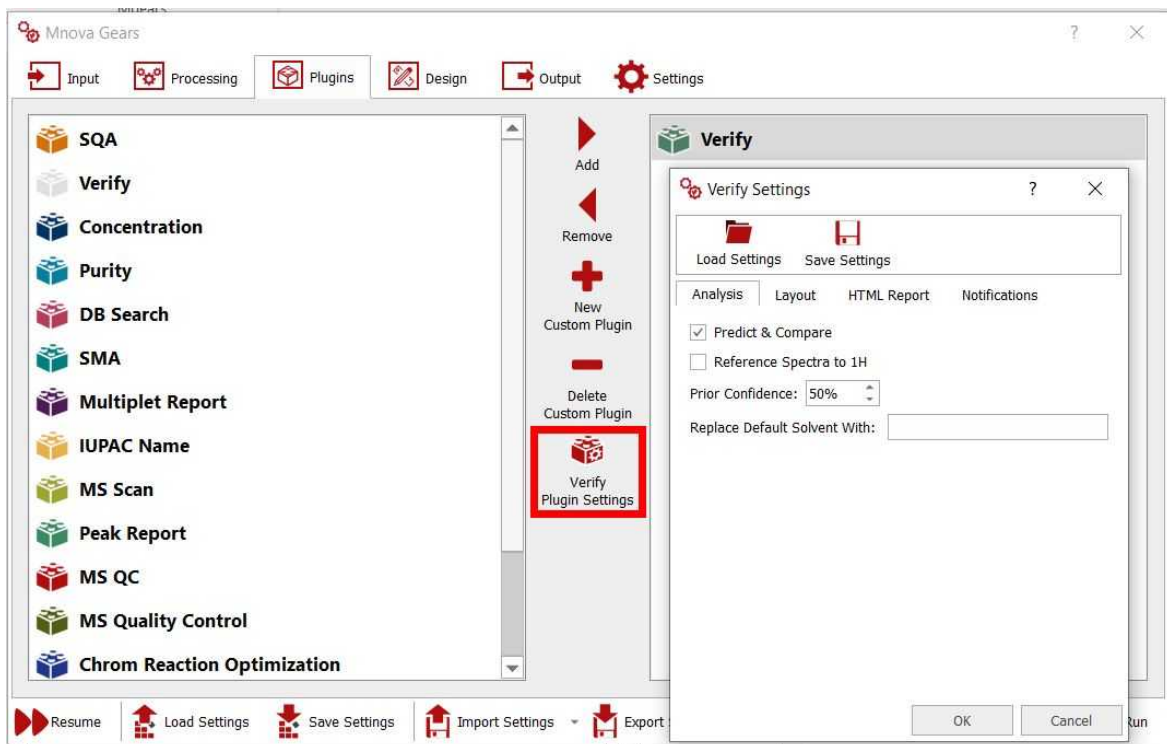 Mnova Gears
?
Input
Processing
Plugins
Design
Output
Settings
SQA
Verify
Concentration
Purity
DB Search
SMA
Multiplet Report
IUPAC Name
MS Scan
Peak Report
MS QC
MS Quality Control
Chrom Reaction Optimization
Add
Remove
New
Custom Plugin
Delete
Custom Plugin
Verify
Plugin Settings
Verify
Verify Settings
?
Load Settings
Save Settings
Analysis
Layout
HTML Report
Notifications
Predict & Compare
Reference Spectra to 1H
Prior Confidence: 50%
Replace Default Solvent With:
OK
Cancel
Resume
Load Settings
Save Settings
Import Settings
Export
Run